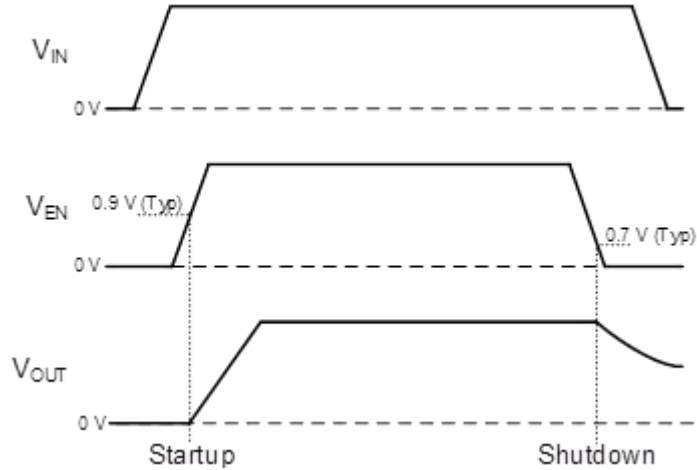 VIN
0 V
VEN
0.9 V (Typ)
0.7 V (Typ)
0 V
VOUT
0 V
Startup
Shutdown